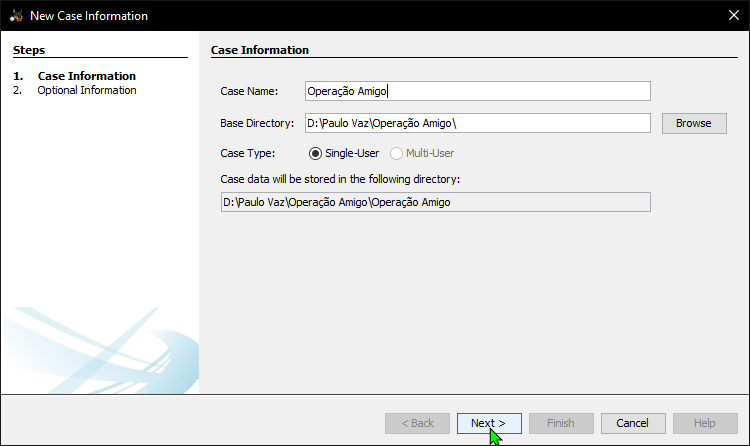 New Case Information
Steps
1. Case Information
2. Optional Information
Case Information
Case Name: Operação Amigo
Base Directory: D:\Paulo Vaz\Operação Amigo\ Browse
Case Type: Single-User Multi-User
Case data will be stored in the following directory:
D:\Paulo Vaz\Operação Amigo\Operação Amigo
< Back Next > Finish Cancel Help